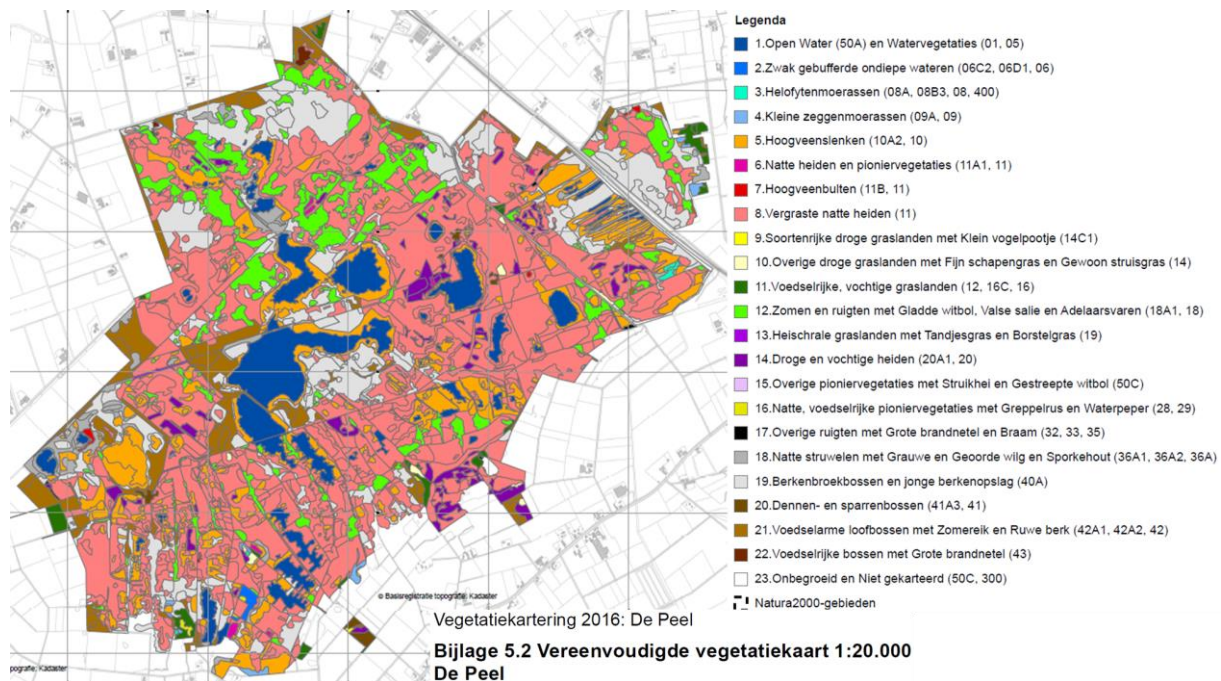 Legenda
1.Open Water (50A) en Watervegetaties (01, 05)
2.Zwak gebufferde ondiepe wateren (06C2, 06D1, 06)
3.Helofytenmoerassen (08A, 08B3, 08, 400)
4.Kleine zeggenmoerassen (09A, 09)
5.Hoogveenslenken (10A2, 10)
6.Natte heiden en pioniervegetaties (11A1, 11)
7.Hoogveenbulten (11B, 11)
8.Vergraste natte heiden (11)
9.Soortenrijke droge graslanden met Klein vogelpootje (14C1)
10.Overige droge graslanden met Fijn schapengras en Gewoon struisgras (14)
11.Voedselrijke, vochtige graslanden (12, 16C, 16)
12.Zomen en ruigten met Gladde witbol, Valse salie en Adelaarsvaren (18A1, 18)
13.Heischrale graslanden met Tandjesgras en Borstelgras (19)
14.Droge en vochtige heiden (20A1, 20)
15.Overige pioniervegetaties met Struikhei en Gestreepte witbol (50C)
16.Natte, voedselrijke pioniervegetaties met Greppelrus en Waterpeper (28, 29)
17.Overige ruigten met Grote brandnetel en Braam (32, 33, 35)
18.Natte struwelen met Grauwe en Geoorde wilg en Sporkehout (36A1, 36A2, 36A)
19.Berkenbroekbossen en jonge berkenopslag (40A)
20.Dennen- en sparrenbossen (41A3, 41)
21.Voedselarme loofbossen met Zomereik en Ruwe berk (42A1, 42A2, 42)
22.Voedselrijke bossen met Grote brandnetel (43)
23.Onbegroeid en Niet gekarteerd (50C, 300)
Natura2000-gebieden
© Basisregistratie topografie; Kadaster
pografie; Kadaster
Vegetatiekartering 2016: De Peel
Bijlage 5.2 Vereenvoudigde vegetatiekaart 1:20.000
De Peel